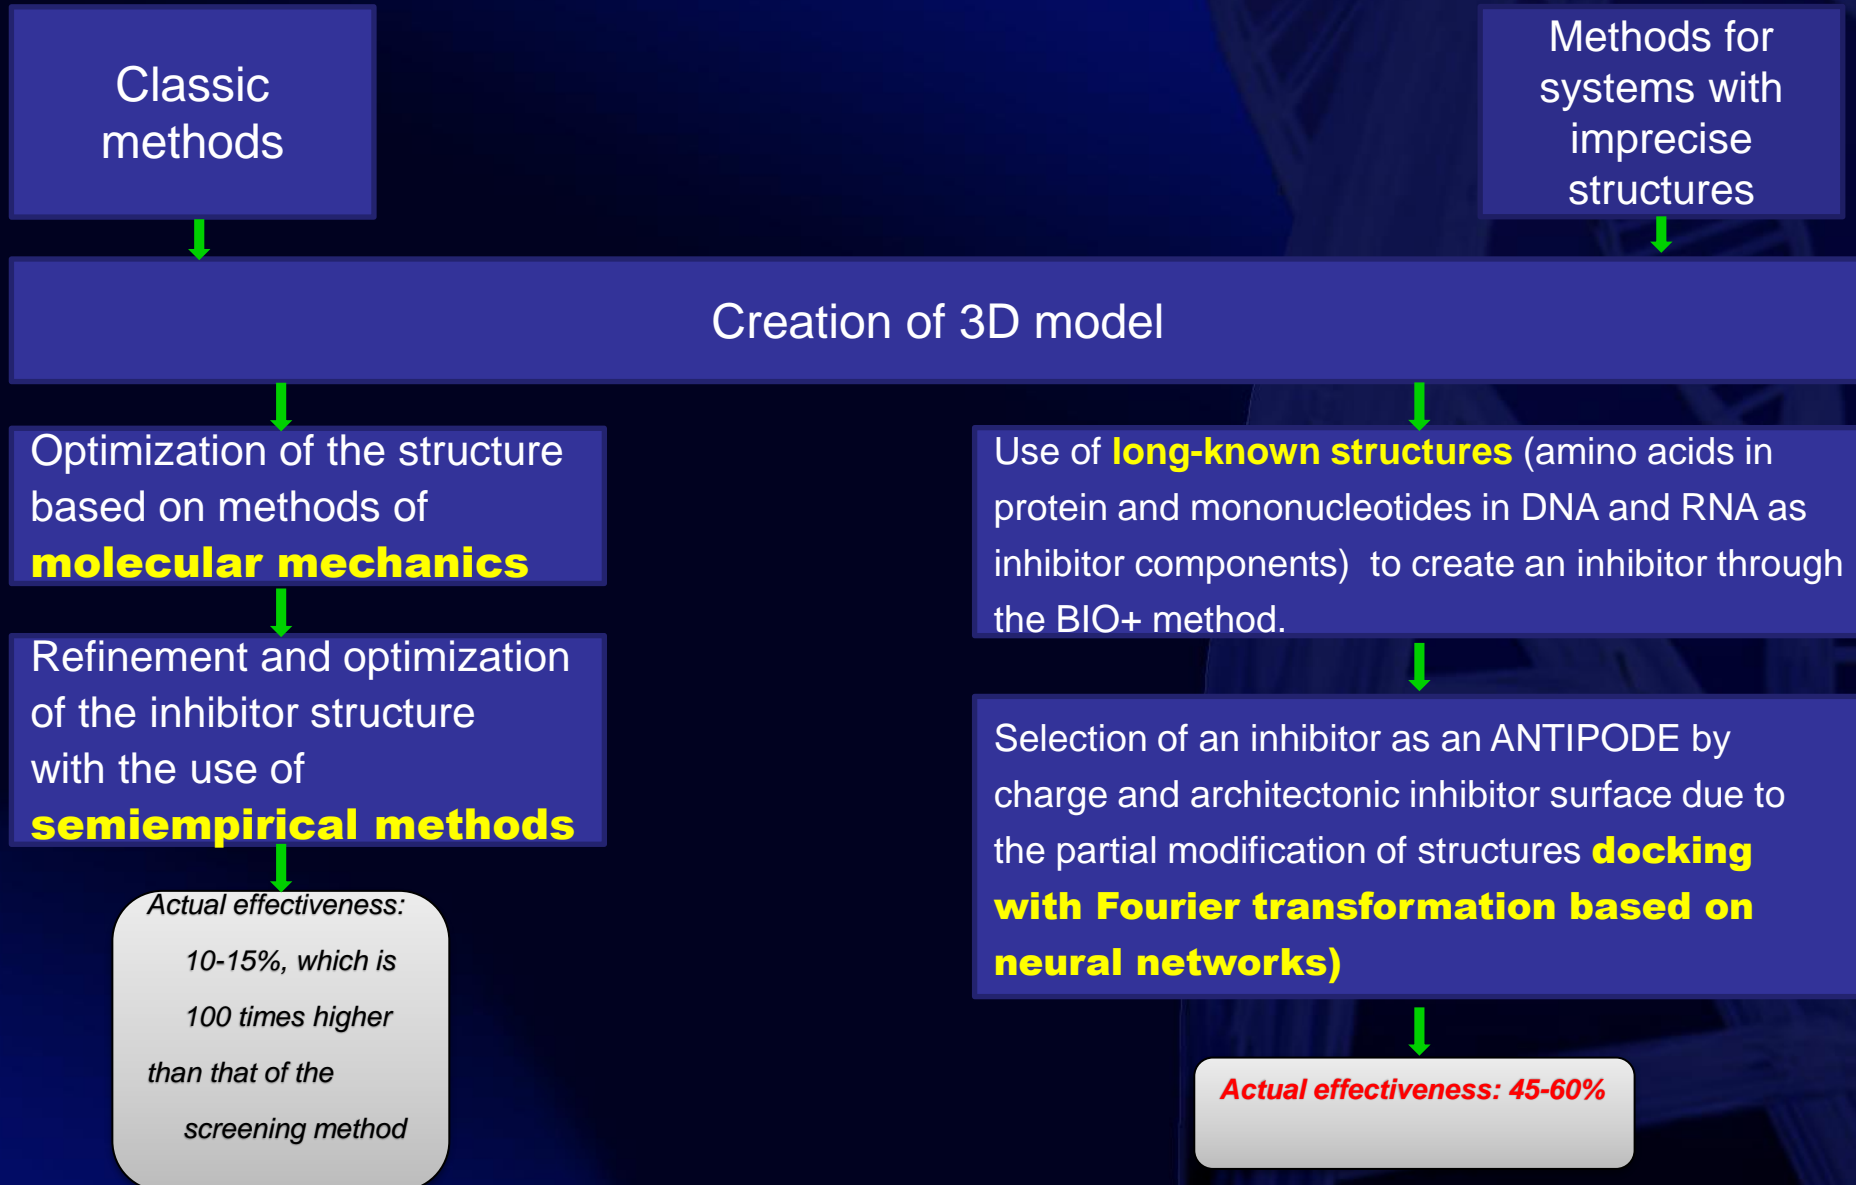 Classic
methods
Methods for
systems with
imprecise
structures
Creation of 3D model
Optimization of the structure
based on methods of
molecular mechanics
Refinement and optimization
of the inhibitor structure
with the use of
semiempirical methods
Actual effectiveness:
10-15%, which is
100 times higher
than that of the
screening method
Use of long-known structures (amino acids in
protein and mononucleotides in DNA and RNA as
inhibitor components) to create an inhibitor through
the BIO+ method.
Selection of an inhibitor as an ANTIPODE by
charge and architectonic inhibitor surface due to
the partial modification of structures docking
with Fourier transformation based on
neural networks)
Actual effectiveness: 45-60%